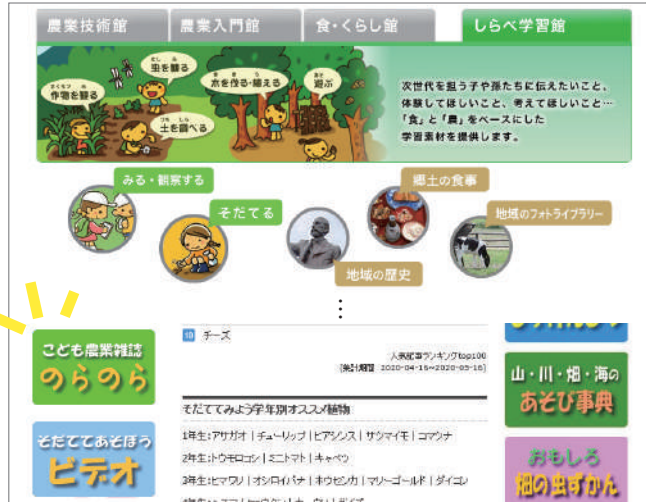 農業技術館
農業入門館
食・くらし館
しらべ学習館
虫を観る
作物を観る
木を使る・植える
遊ぶ
土を調べる
次世代を担う子や孫たちに伝えたいこと、
体験してほしいこと、考えてほしいこと…
「食」と「農」をベースにした
学習素材を提供します。
みる・観察する
郷土の食事
そだてる
地域のフォトライブラリー
地域の歴史
こども農業雑誌
のらのら
そだててあそぼう
ビデオ
10 チーズ
人気記事ランキングtop100
[集計期間 2020-04-16~2020-05-16]
そだててみよう学年別オススメ植物
1年生:アサガオ | チューリップ | ヒアシンス | サツマイモ | コマツナ
2年生:トウモロコシ | ミニトマト | キャベツ
3年生:ヒマワリ | オシロイバナ | ホウセンカ | マリーゴールド | ダイコン
山・川・畑・海の
あそび事典
おもしろ
畑の虫ずかん